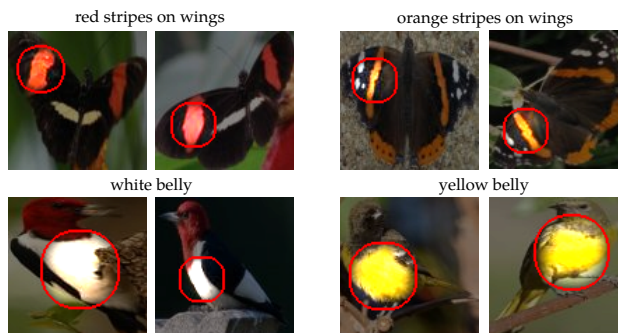 red stripes on wings
orange stripes on wings
white belly
yellow belly